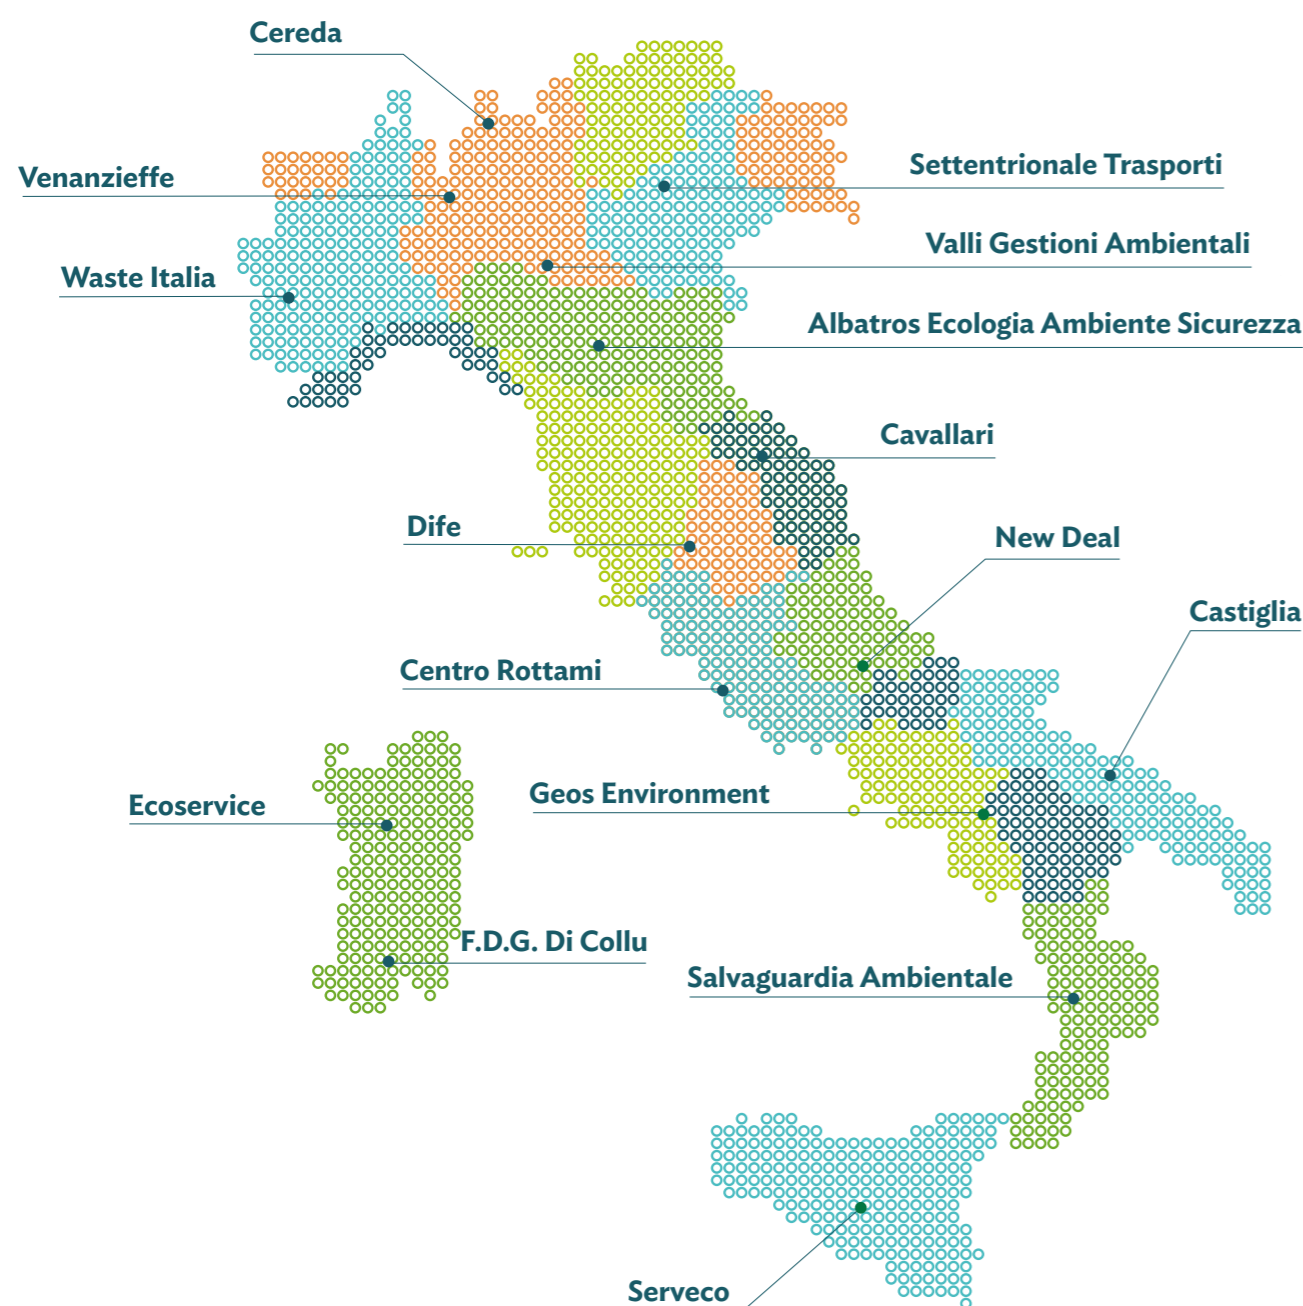 Cereda
Settentrionale Trasporti
Venanzieffe
Valli Gestioni Ambientali
Waste Italia
Albatros Ecologia Ambiente Sicurezza
Cavallari
Dife
New Deal
Castiglia
Centro Rottami
Geos Environment
Ecoservice
F.D.G. Di Collu
Salvaguardia Ambientale
Serveco